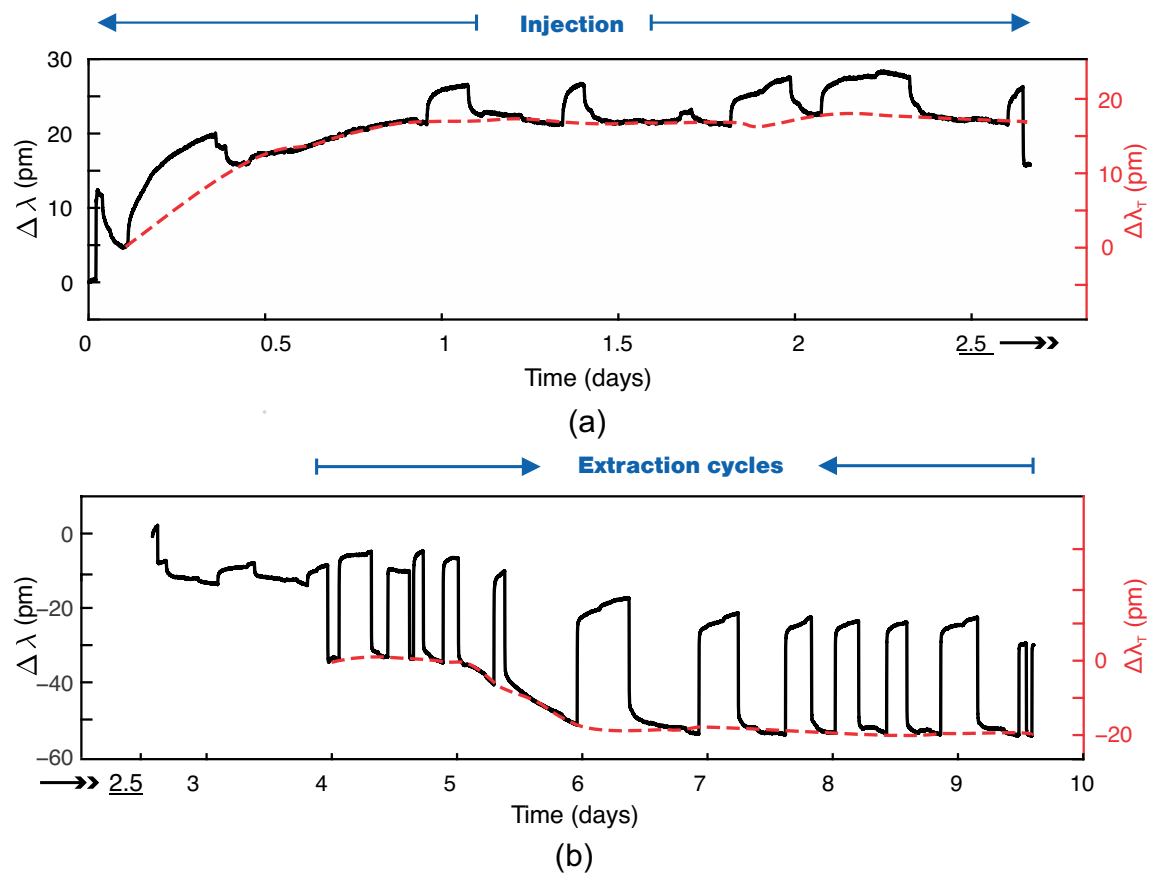 Injection
30
20
10
0
Δ λ (pm)
20
10
0
Δλ_T (pm)
0 0.5 1 1.5 2 2.5
Time (days)
(a)
Extraction cycles
0
−20
−40
−60
Δ λ (pm)
0
−20
Δλ_T (pm)
2.5 3 4 5 6 7 8 9 10
Time (days)
(b)